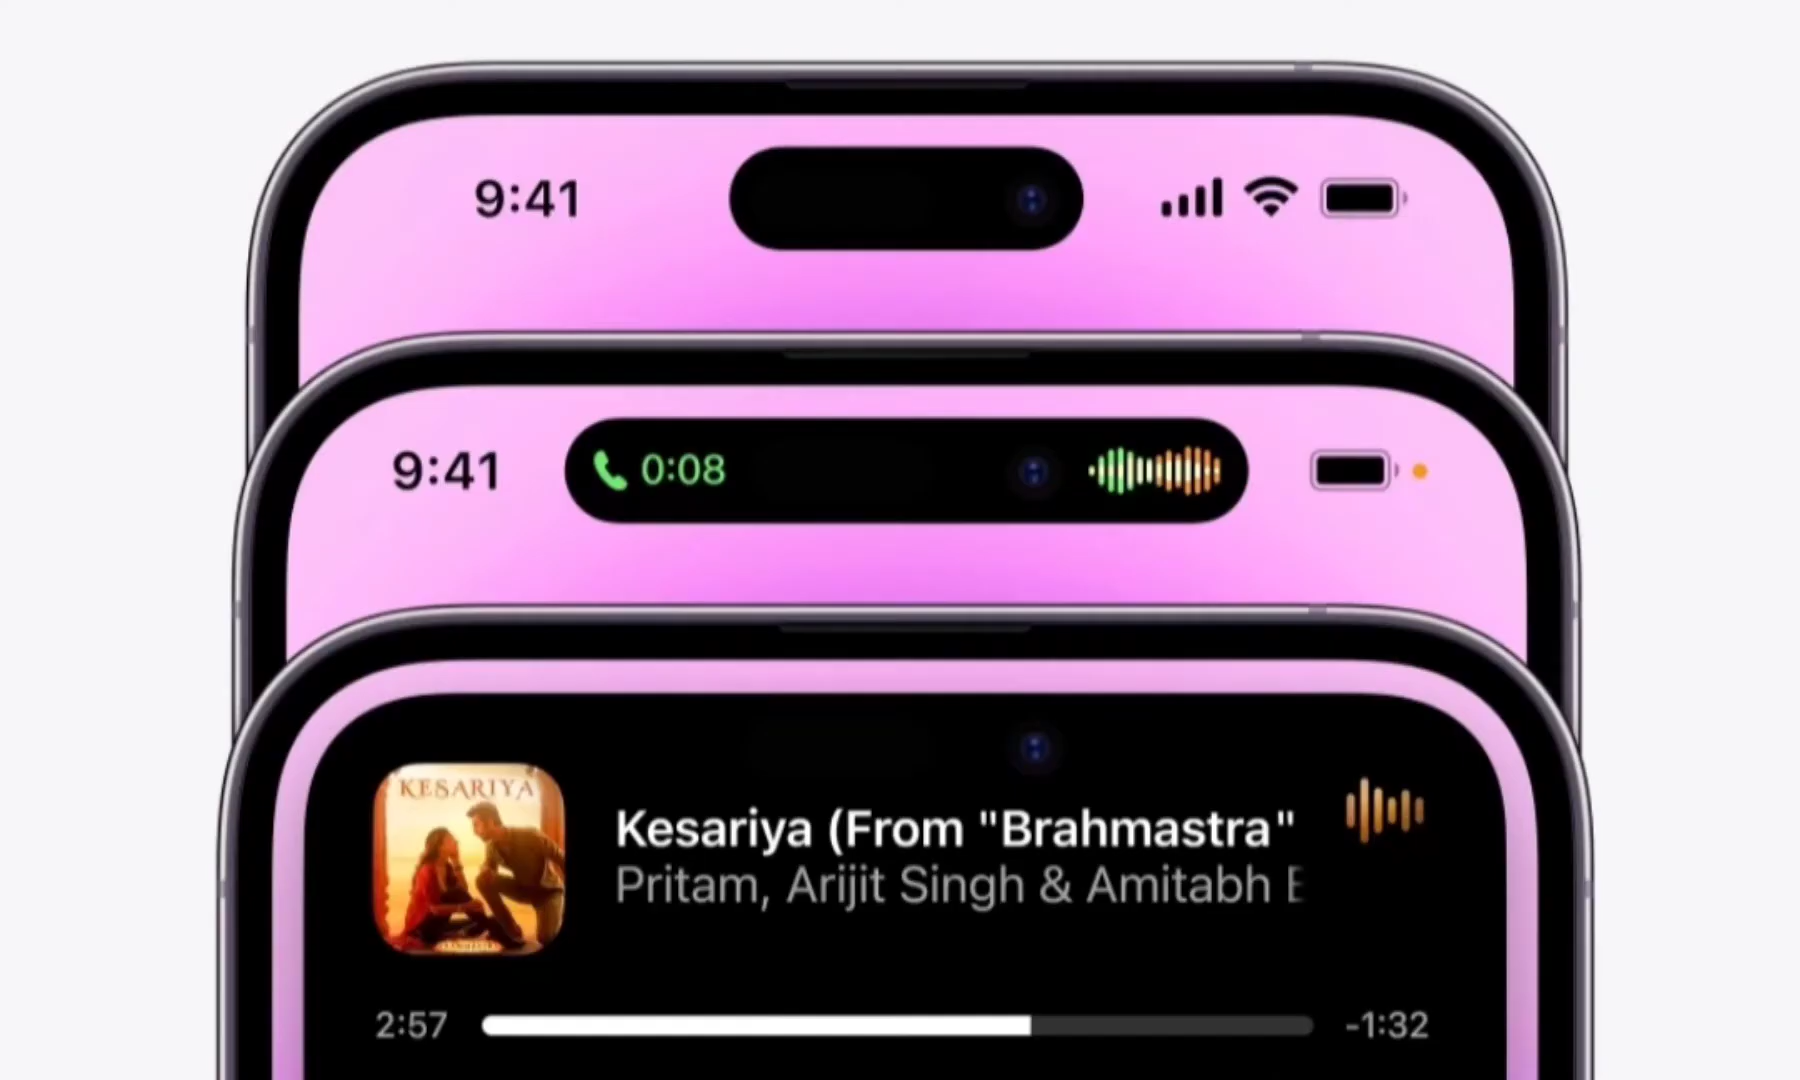 9:41
9:41
0:08
KESARIYA
Kesariya (From "Brahmastra"
Pritam, Arijit Singh & Amitabh
2:57
-1:32